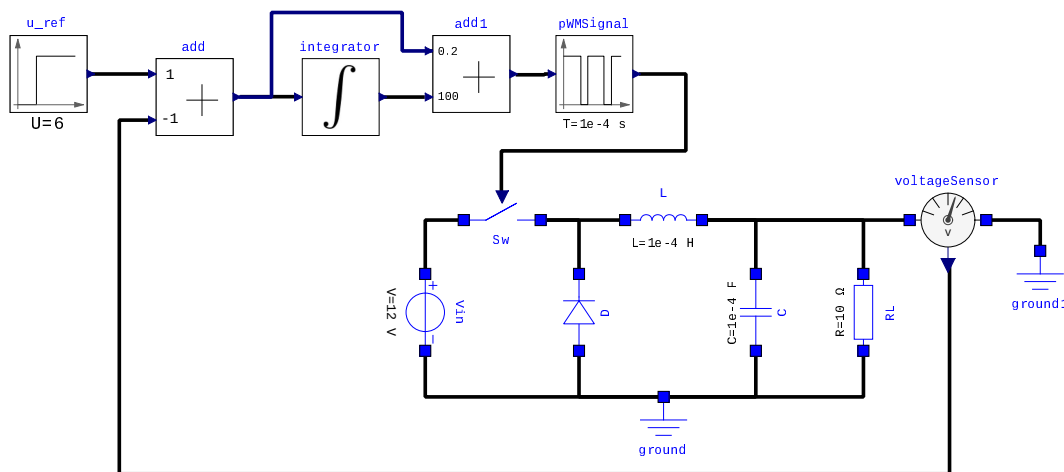 u_ref
U=6
add
1
-1
integrator
add1
0.2
100
pWMSignal
T=1e-4 s
Sw
L
L=1e-4 H
voltageSensor
V
ground1
V=12 V
+
Vin
−
D
C=1e-4 F
C
R=10 Ω
RL
ground